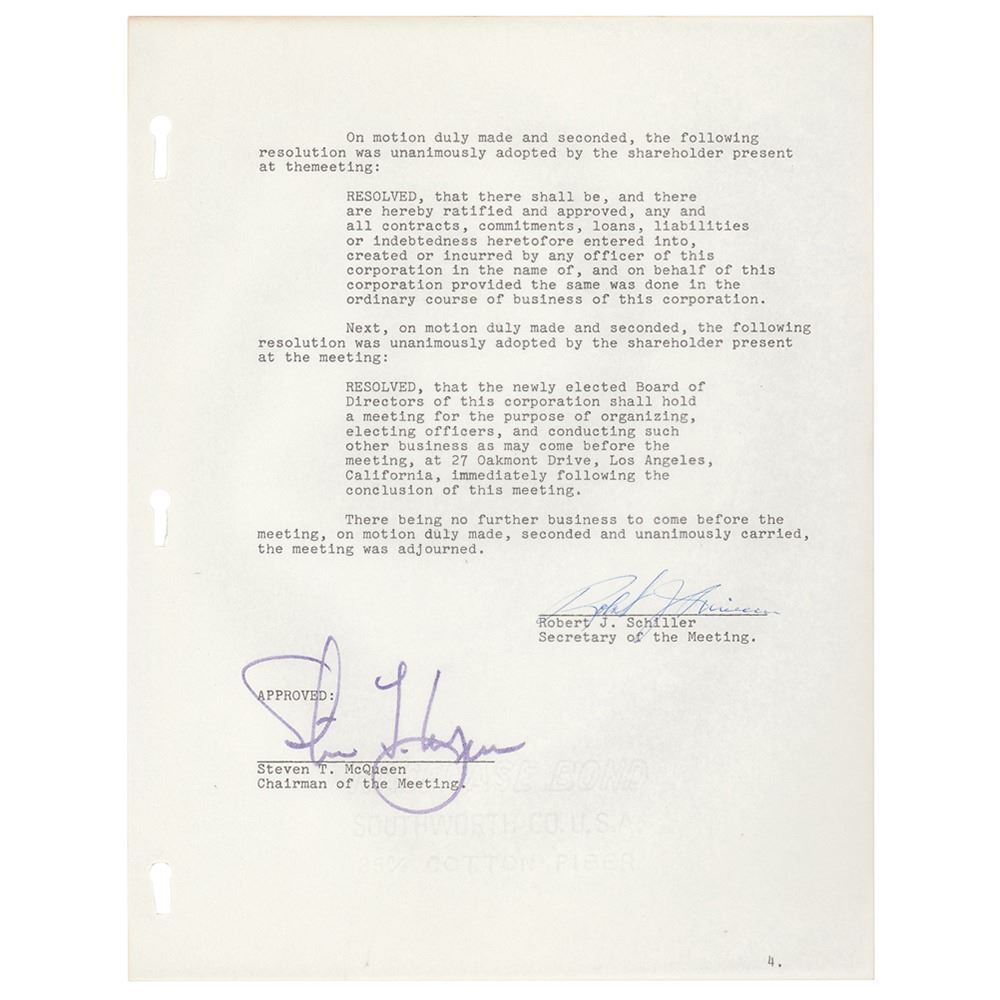 On motion duly made and seconded, the following
resolution was unanimously adopted by the shareholder present
at themeeting:
RESOLVED, that there shall be, and there
are hereby ratified and approved, any and
all contracts, commitments, loans, liabilities
or indebtedness heretofore entered into,
created or incurred by any officer of this
corporation in the name of, and on behalf of this
corporation provided the same was done in the
ordinary course of business of this corporation.
Next, on motion duly made and seconded, the following
resolution was unanimously adopted by the shareholder present
at the meeting:
RESOLVED, that the newly elected Board of
Directors of this corporation shall hold
a meeting for the purpose of organizing,
electing officers, and conducting such
other business as may come before the
meeting, at 27 Oakmont Drive, Los Angeles,
California, immediately following the
conclusion of this meeting.
There being no further business to come before the
meeting, on motion duly made, seconded and unanimously carried,
the meeting was adjourned.
Robert J. Schiller
Secretary of the Meeting.
APPROVED:
Steven T. McQueen
Chairman of the Meeting.
BOND
SOUTHWORTH CO. U.S.A.
COTTON FIBER
4.